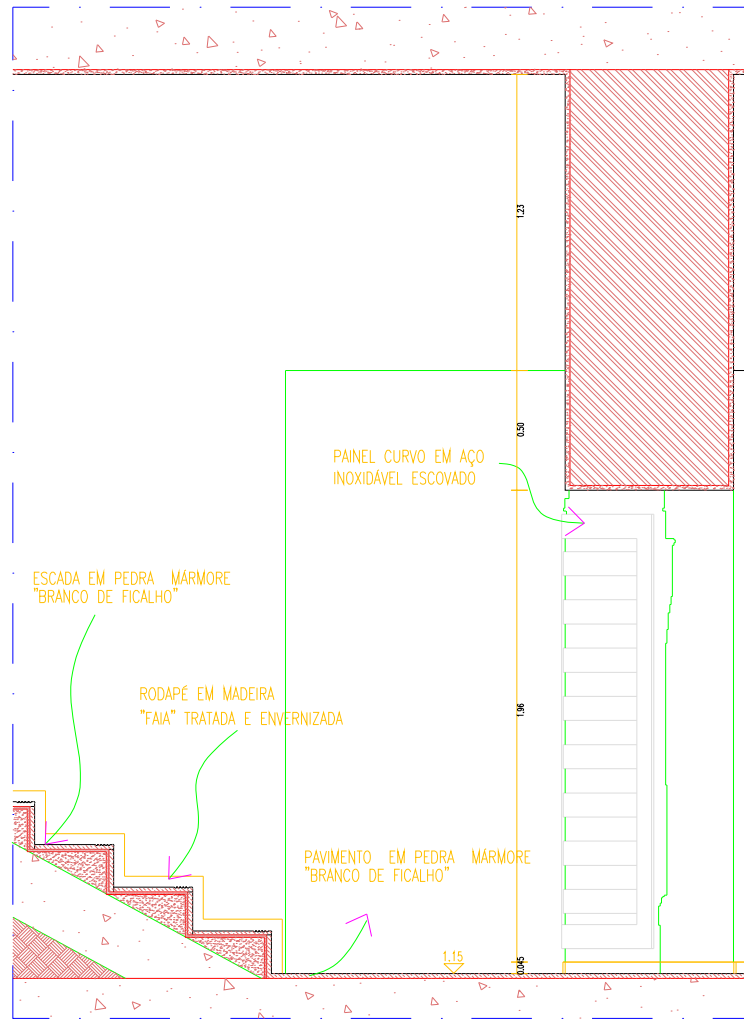 1.23
0.50
PAINEL CURVO EM AÇO
INOXIDÁVEL ESCOVADO
ESCADA EM PEDRA MÁRMORE
"BRANCO DE FICALHO"
RODAPÉ EM MADEIRA
"FAIA" TRATADA E ENVERNIZADA
1.96
PAVIMENTO EM PEDRA MÁRMORE
"BRANCO DE FICALHO"
1.15
0.045